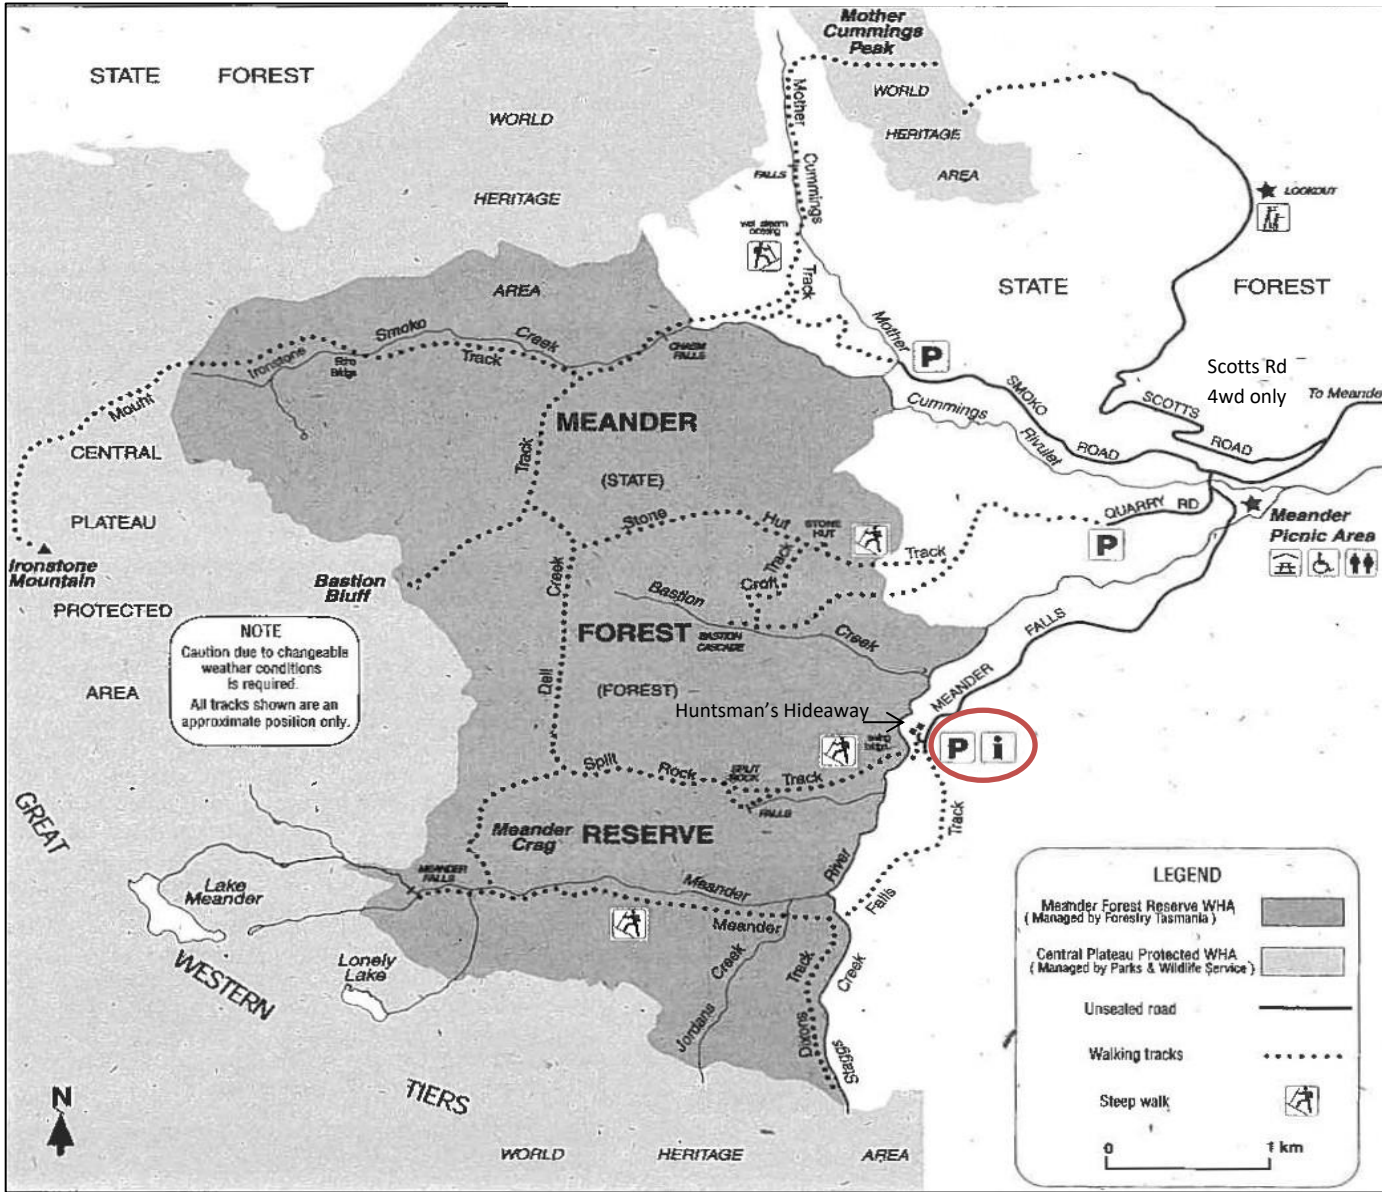 Mother
Cummings
Peak
STATE FOREST
WORLD
HERITAGE
AREA
WORLD
HERITAGE
AREA
Mother
Cummings
Track
FALLS
wet stream
crossing
LOOKOUT
STATE FOREST
Scotts Rd
4wd only
To Meander
SCOTTS
ROAD
SMOKO
ROAD
Mother
Cummings
Rivulet
P
QUARRY RD
P
Meander
Picnic Area
Smoko
Creek
Ironstone
Track
Mount
CHASM
FALLS
MEANDER
(STATE)
Track
CENTRAL
PLATEAU
PROTECTED
AREA
Ironstone
Mountain
Bastion
Bluff
Stone
Hut
Track
STONE
HUT
Track
Croft
Creek
Dell
Bastion
Creek
BASTION
CASCADE
FOREST
(FOREST)
NOTE
Caution due to changeable
weather conditions
is required.
All tracks shown are an
approximate position only.
MEANDER
FALLS
Huntsman's Hideaway
swing
bridge
P i
Split
Rock
Track
SPLIT
ROCK
FALLS
Track
Falls
Meander
Crag
RESERVE
MEANDER
FALLS
Meander
River
Meander
Creek
Jordans
Track
Dixons
Creek
Staggs
Lake
Meander
Lonely
Lake
GREAT
WESTERN
TIERS
N
WORLD HERITAGE AREA
LEGEND
Meander Forest Reserve WHA
( Managed by Forestry Tasmania )
Central Plateau Protected WHA
( Managed by Parks & Wildlife Service )
Unsealed road
Walking tracks
Steep walk
0 1 km